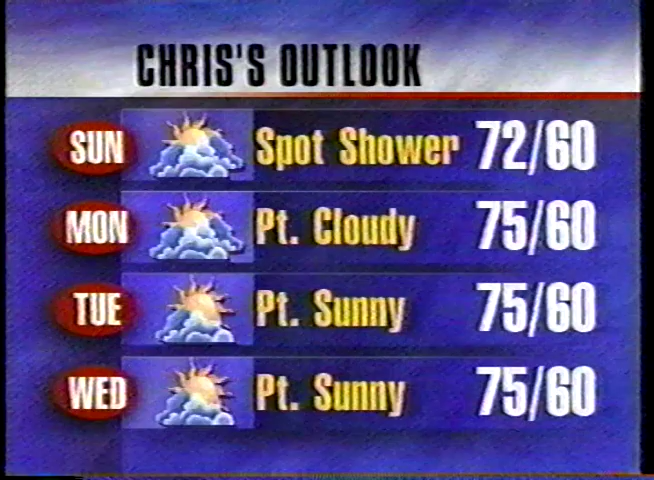 CHRIS'S OUTLOOK
SUN Spot Shower 72/60
MON Pt. Cloudy 75/60
TUE Pt. Sunny 75/60
WED Pt. Sunny 75/60